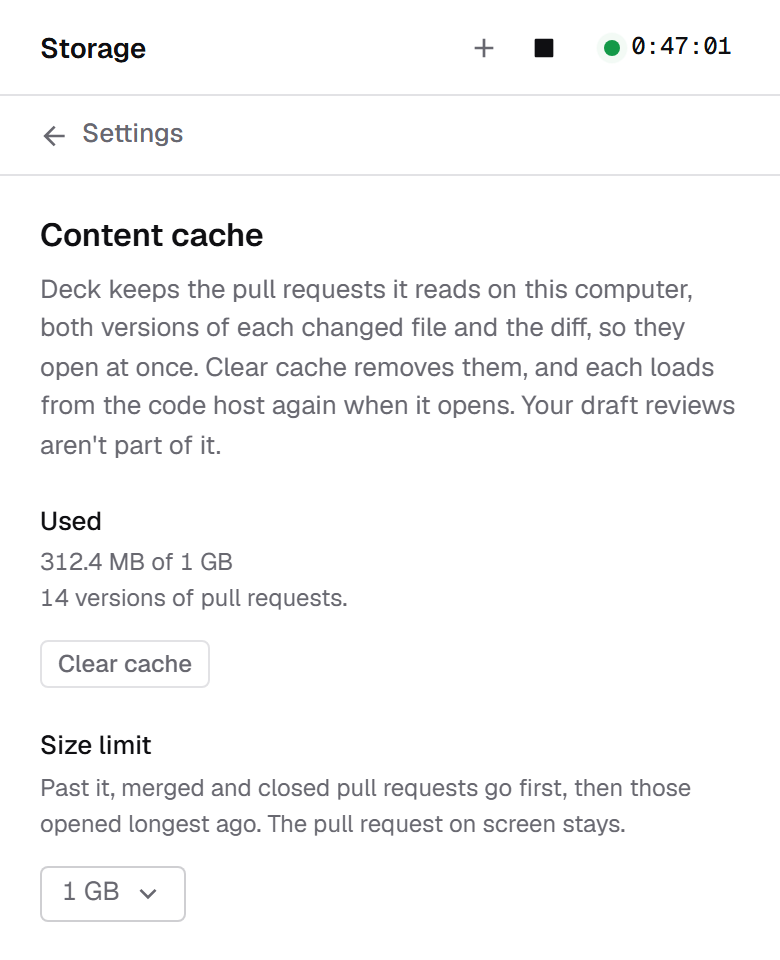 Storage
0:47:01
Settings
Content cache
Deck keeps the pull requests it reads on this computer,
both versions of each changed file and the diff, so they
open at once. Clear cache removes them, and each loads
from the code host again when it opens. Your draft reviews
aren't part of it.
Used
312.4 MB of 1 GB
14 versions of pull requests.
Clear cache
Size limit
Past it, merged and closed pull requests go first, then those
opened longest ago. The pull request on screen stays.
1 GB